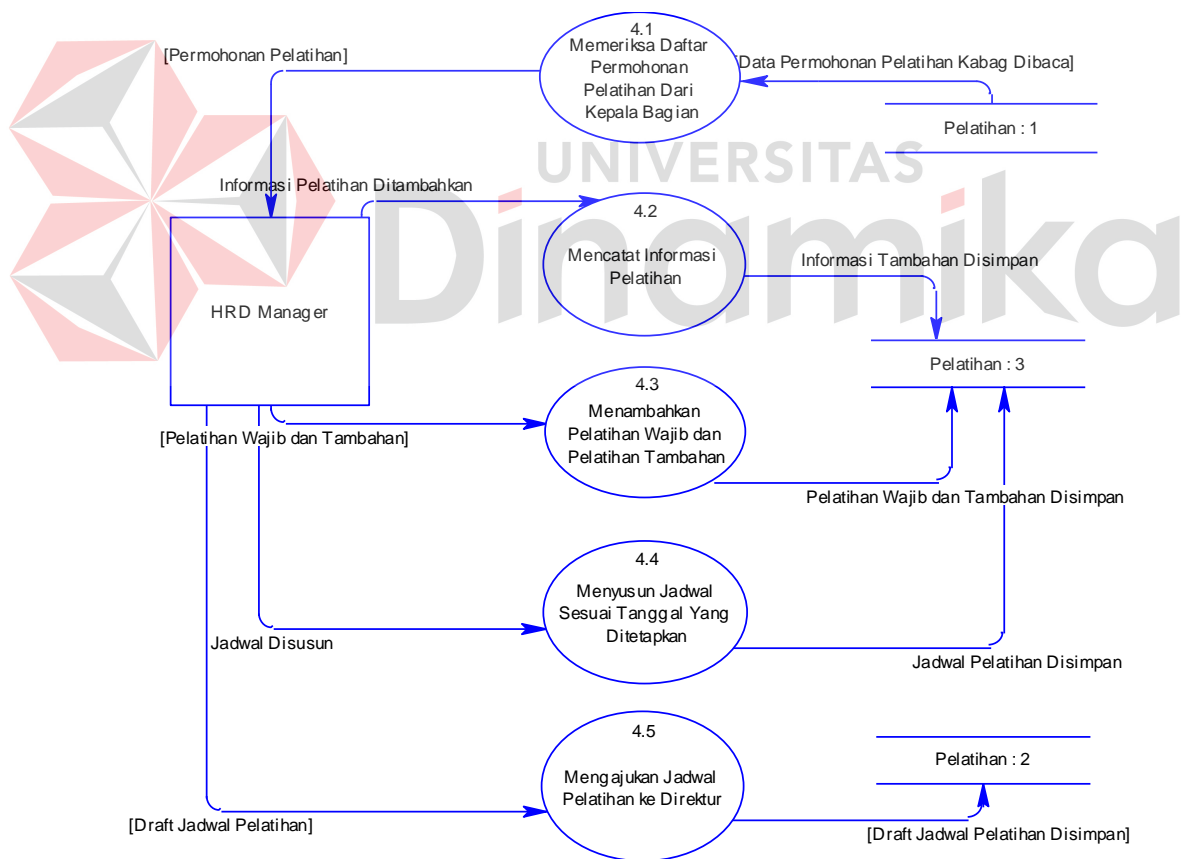 4.1
Memeriksa Daftar
Permohonan
Pelatihan Dari
Kepala Bagian
[Permohonan Pelatihan]
[Data Permohonan Pelatihan Kabag Dibaca]
Pelatihan : 1
UNIVERSITAS
Dinamika
Informasi Pelatihan Ditambahkan
4.2
Mencatat Informasi
Pelatihan
Informasi Tambahan Disimpan
HRD Manager
Pelatihan : 3
4.3
Menambahkan
Pelatihan Wajib dan
Pelatihan Tambahan
[Pelatihan Wajib dan Tambahan]
Pelatihan Wajib dan Tambahan Disimpan
4.4
Menyusun Jadwal
Sesuai Tanggal Yang
Ditetapkan
Jadwal Disusun
Jadwal Pelatihan Disimpan
4.5
Mengajukan Jadwal
Pelatihan ke Direktur
Pelatihan : 2
[Draft Jadwal Pelatihan]
[Draft Jadwal Pelatihan Disimpan]